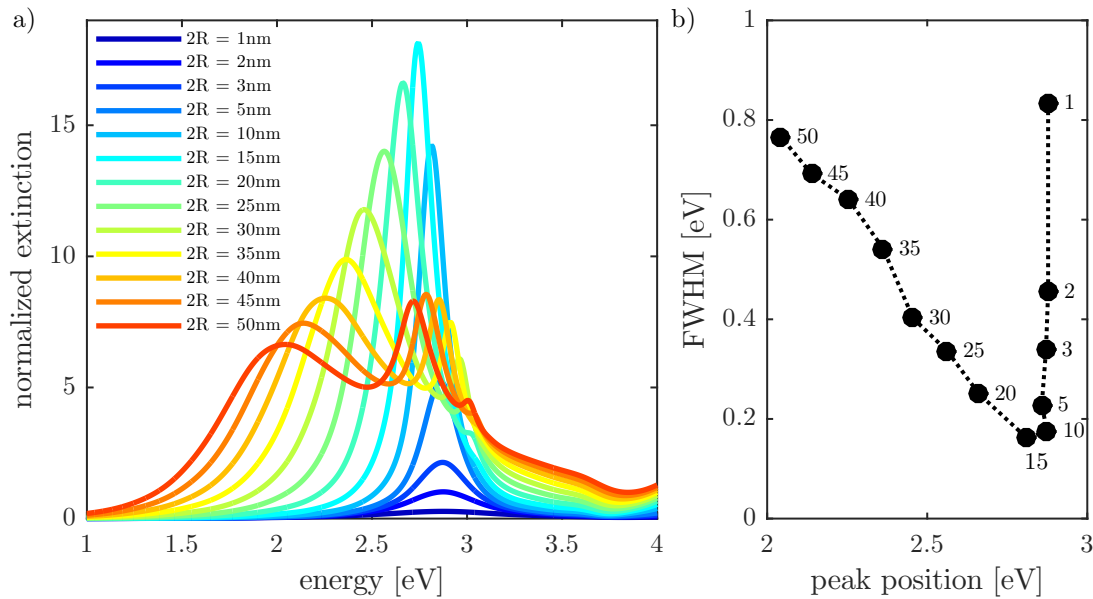 a)
normalized extinction
15
10
5
0
2R = 1nm
2R = 2nm
2R = 3nm
2R = 5nm
2R = 10nm
2R = 15nm
2R = 20nm
2R = 25nm
2R = 30nm
2R = 35nm
2R = 40nm
2R = 45nm
2R = 50nm
1 1.5 2 2.5 3 3.5 4
energy [eV]
b)
FWHM [eV]
1
0.8
0.6
0.4
0.2
0
1
50
45
40
35
2
30
3
25
20
5
10
15
2 2.5 3
peak position [eV]